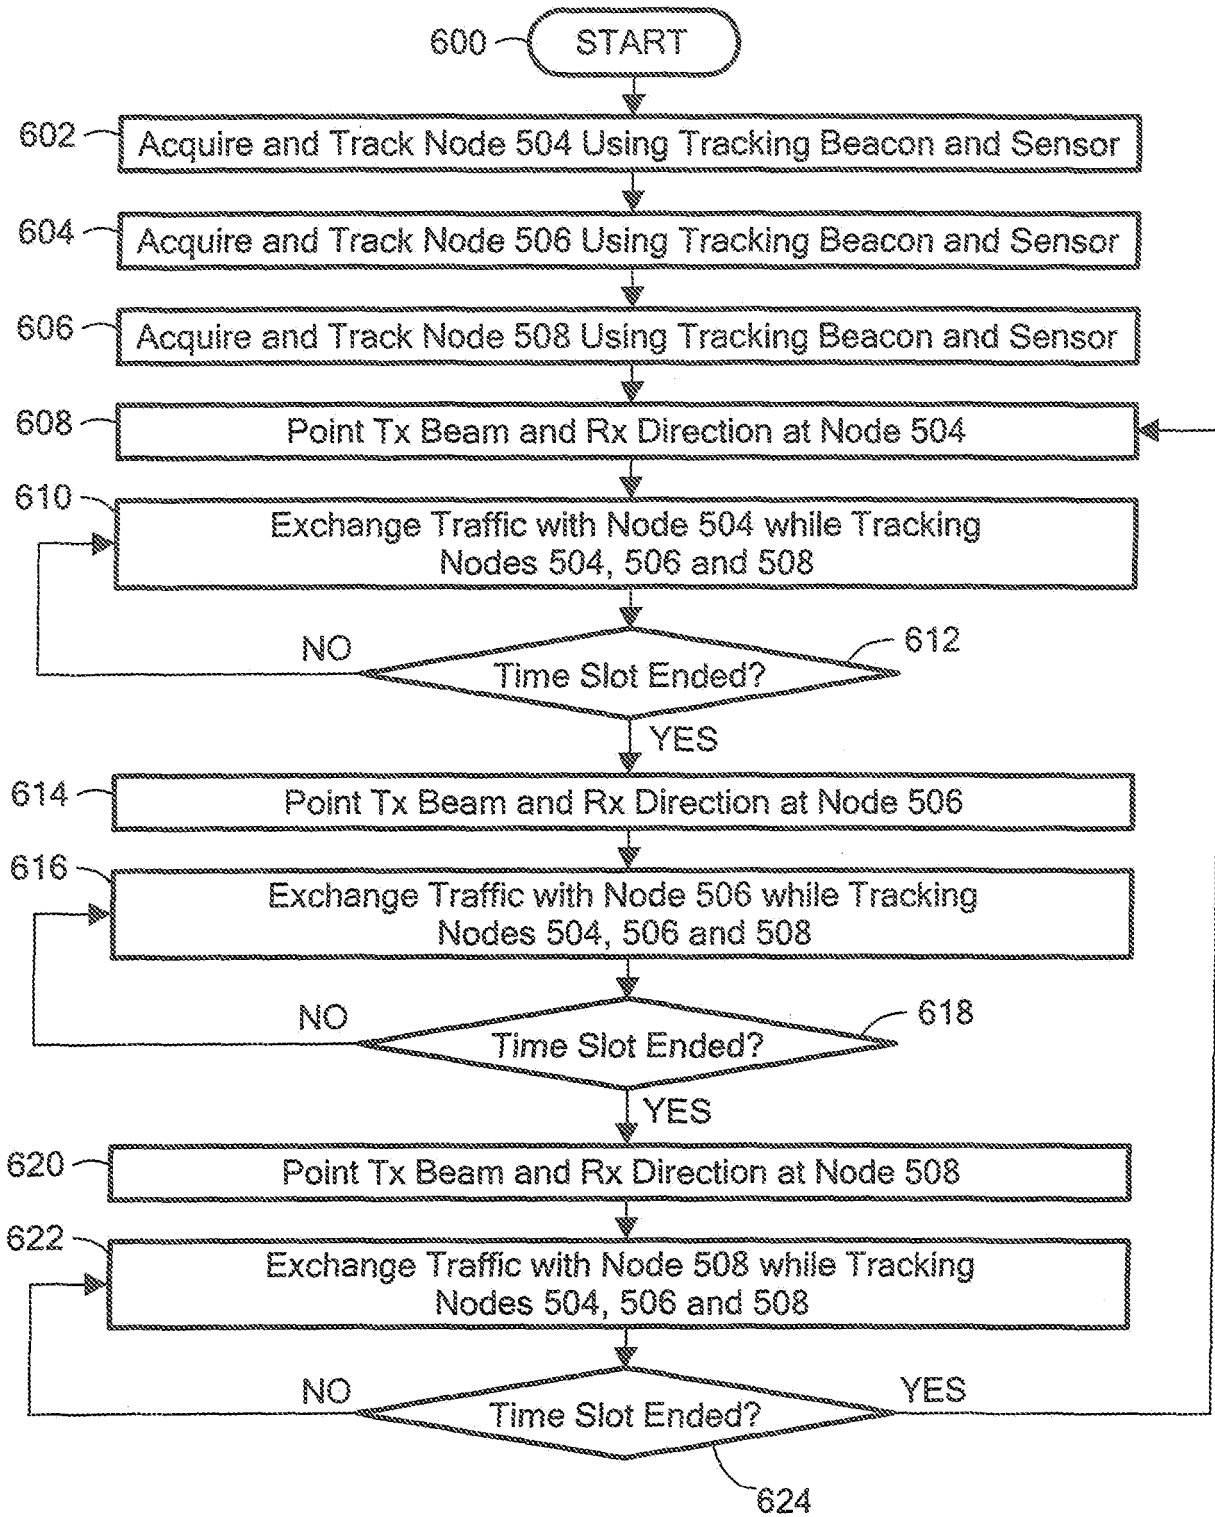 600
START
602
Acquire and Track Node 504 Using Tracking Beacon and Sensor
604
Acquire and Track Node 506 Using Tracking Beacon and Sensor
606
Acquire and Track Node 508 Using Tracking Beacon and Sensor
608
Point Tx Beam and Rx Direction at Node 504
610
Exchange Traffic with Node 504 while Tracking
Nodes 504, 506 and 508
NO
612
Time Slot Ended?
YES
614
Point Tx Beam and Rx Direction at Node 506
616
Exchange Traffic with Node 506 while Tracking
Nodes 504, 506 and 508
NO
618
Time Slot Ended?
YES
620
Point Tx Beam and Rx Direction at Node 508
622
Exchange Traffic with Node 508 while Tracking
Nodes 504, 506 and 508
NO
YES
Time Slot Ended?
624